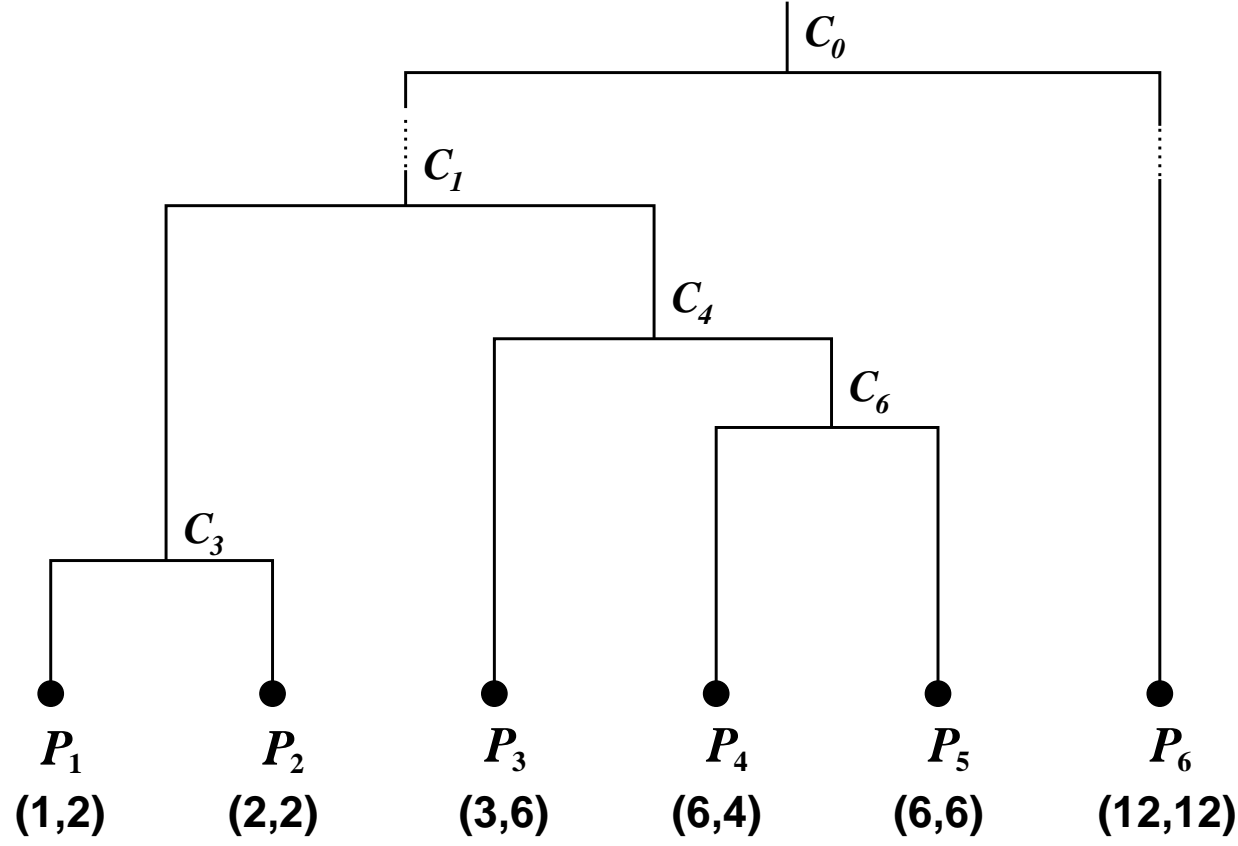 C₀
C₁
C₄
C₆
C₃
P₁ P₂ P₃ P₄ P₅ P₆
(1,2) (2,2) (3,6) (6,4) (6,6) (12,12)